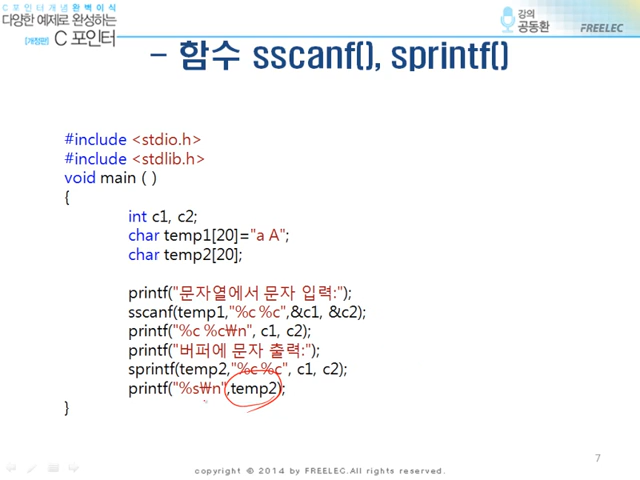 C 포인터 개념 완벽이식
다양한 예제로 완성하는
[개정판] C 포인터
강의
공동환
FREELEC
- 함수 sscanf(), sprintf()
#include <stdio.h>
#include <stdlib.h>
void main ( )
{
int c1, c2;
char temp1[20]="a A";
char temp2[20];
printf("문자열에서 문자 입력:");
sscanf(temp1,"%c %c",&c1, &c2);
printf("%c %c₩n", c1, c2);
printf("버퍼에 문자 출력:");
sprintf(temp2,"%c %c", c1, c2);
printf("%s₩n",temp2);
}
7
copyright © 2014 by FREELEC.All rights reserved.